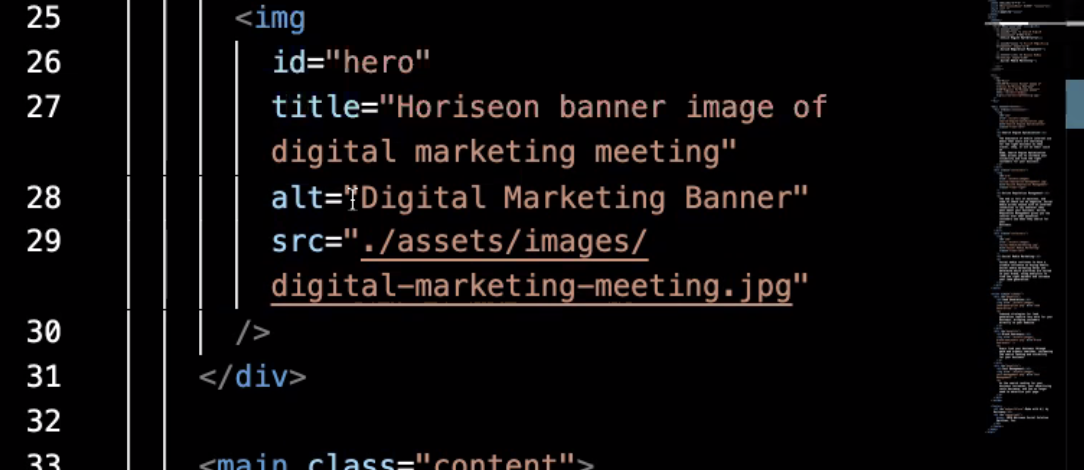 25 <img
26 id="hero"
27 title="Horiseon banner image of
digital marketing meeting"
28 alt="Digital Marketing Banner"
29 src="./assets/images/
digital-marketing-meeting.jpg"
30 />
31 </div>
32
33 <main class="content">